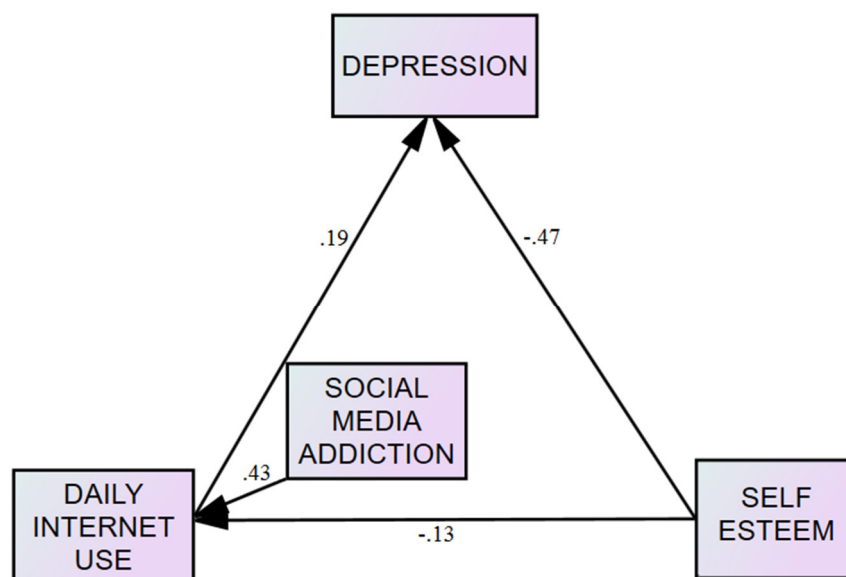 DEPRESSION
.19
-.47
SOCIAL
MEDIA
ADDICTION
.43
DAILY
INTERNET
USE
-.13
SELF
ESTEEM